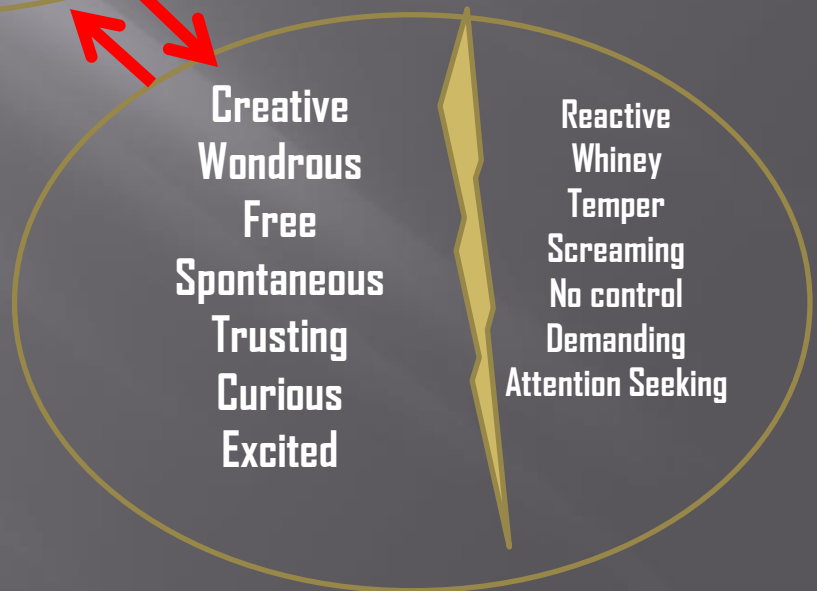 Creative
Wondrous
Free
Spontaneous
Trusting
Curious
Excited
Reactive
Whiney
Temper
Screaming
No control
Demanding
Attention Seeking